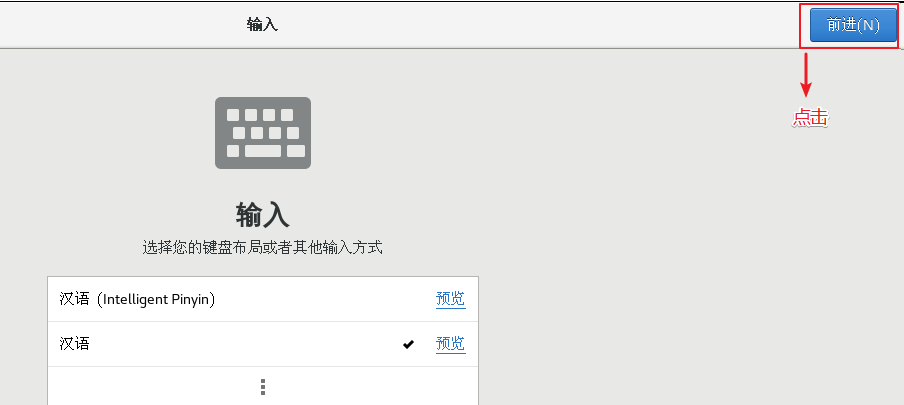 输入
前进(N)
点击
输入
选择您的键盘布局或者其他输入方式
汉语 (Intelligent Pinyin) 预览
汉语 预览